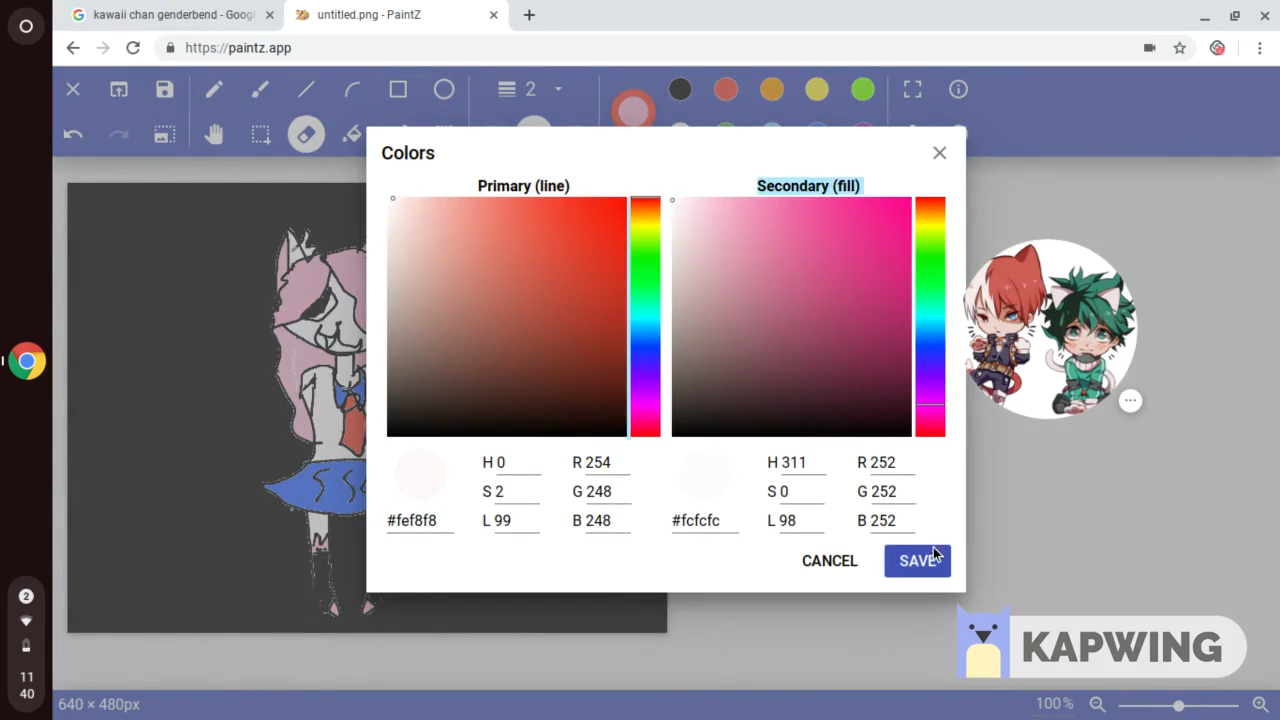 kawaii chan genderbend - Googl
untitled.png - PaintZ
https://paintz.app
2
Colors
Primary (line)
Secondary (fill)
H 0
R 254
H 311
R 252
S 2
G 248
S 0
G 252
#fef8f8
L 99
B 248
#fcfcfc
L 98
B 252
CANCEL
SAVE
2
11
40
KAPWING
640 × 480px
100%